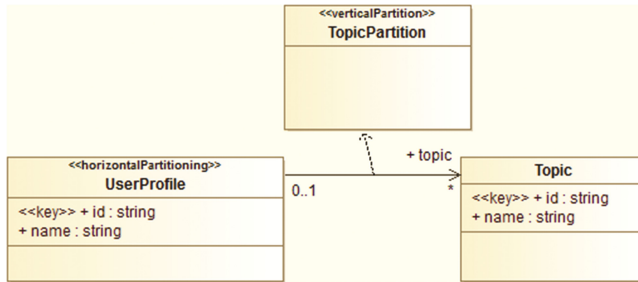 <<verticalPartition>>
TopicPartition
<<horizontalPartitioning>>
UserProfile
<<key>> + id : string
+ name : string
0..1
+ topic
*
Topic
<<key>> + id : string
+ name : string